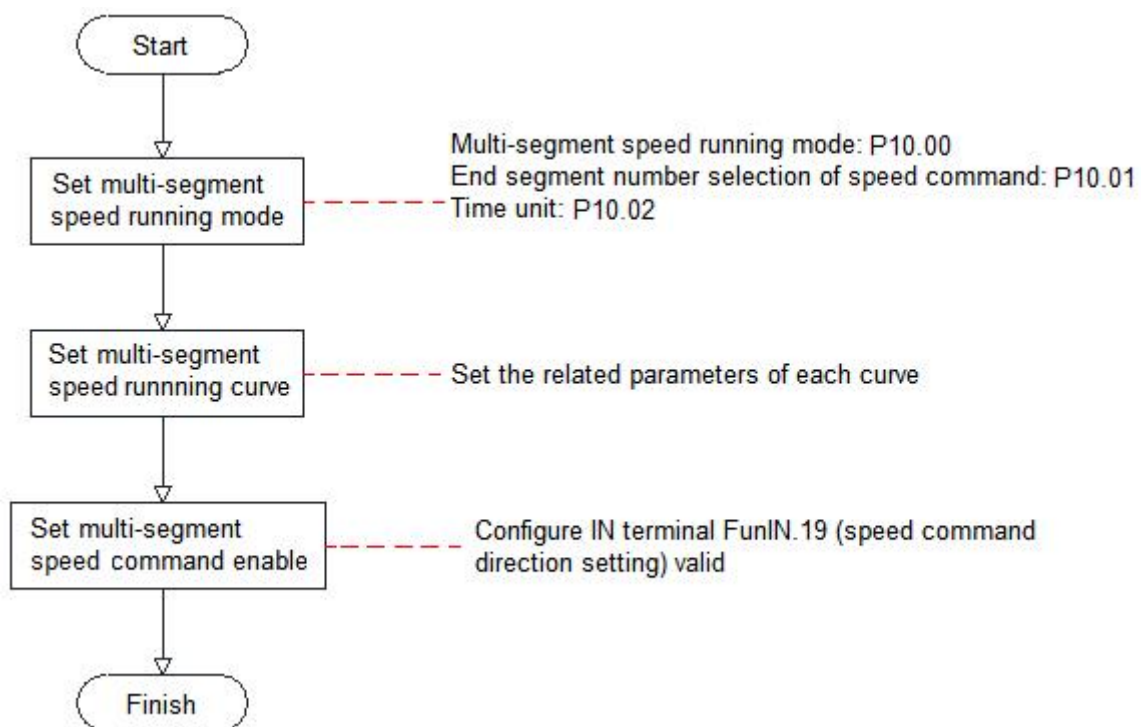 Start
Set multi-segment
speed running mode
Multi-segment speed running mode: P10.00
End segment number selection of speed command: P10.01
Time unit: P10.02
Set multi-segment
speed runnning curve
Set the related parameters of each curve
Set multi-segment
speed command enable
Configure IN terminal FunIN.19 (speed command
direction setting) valid
Finish